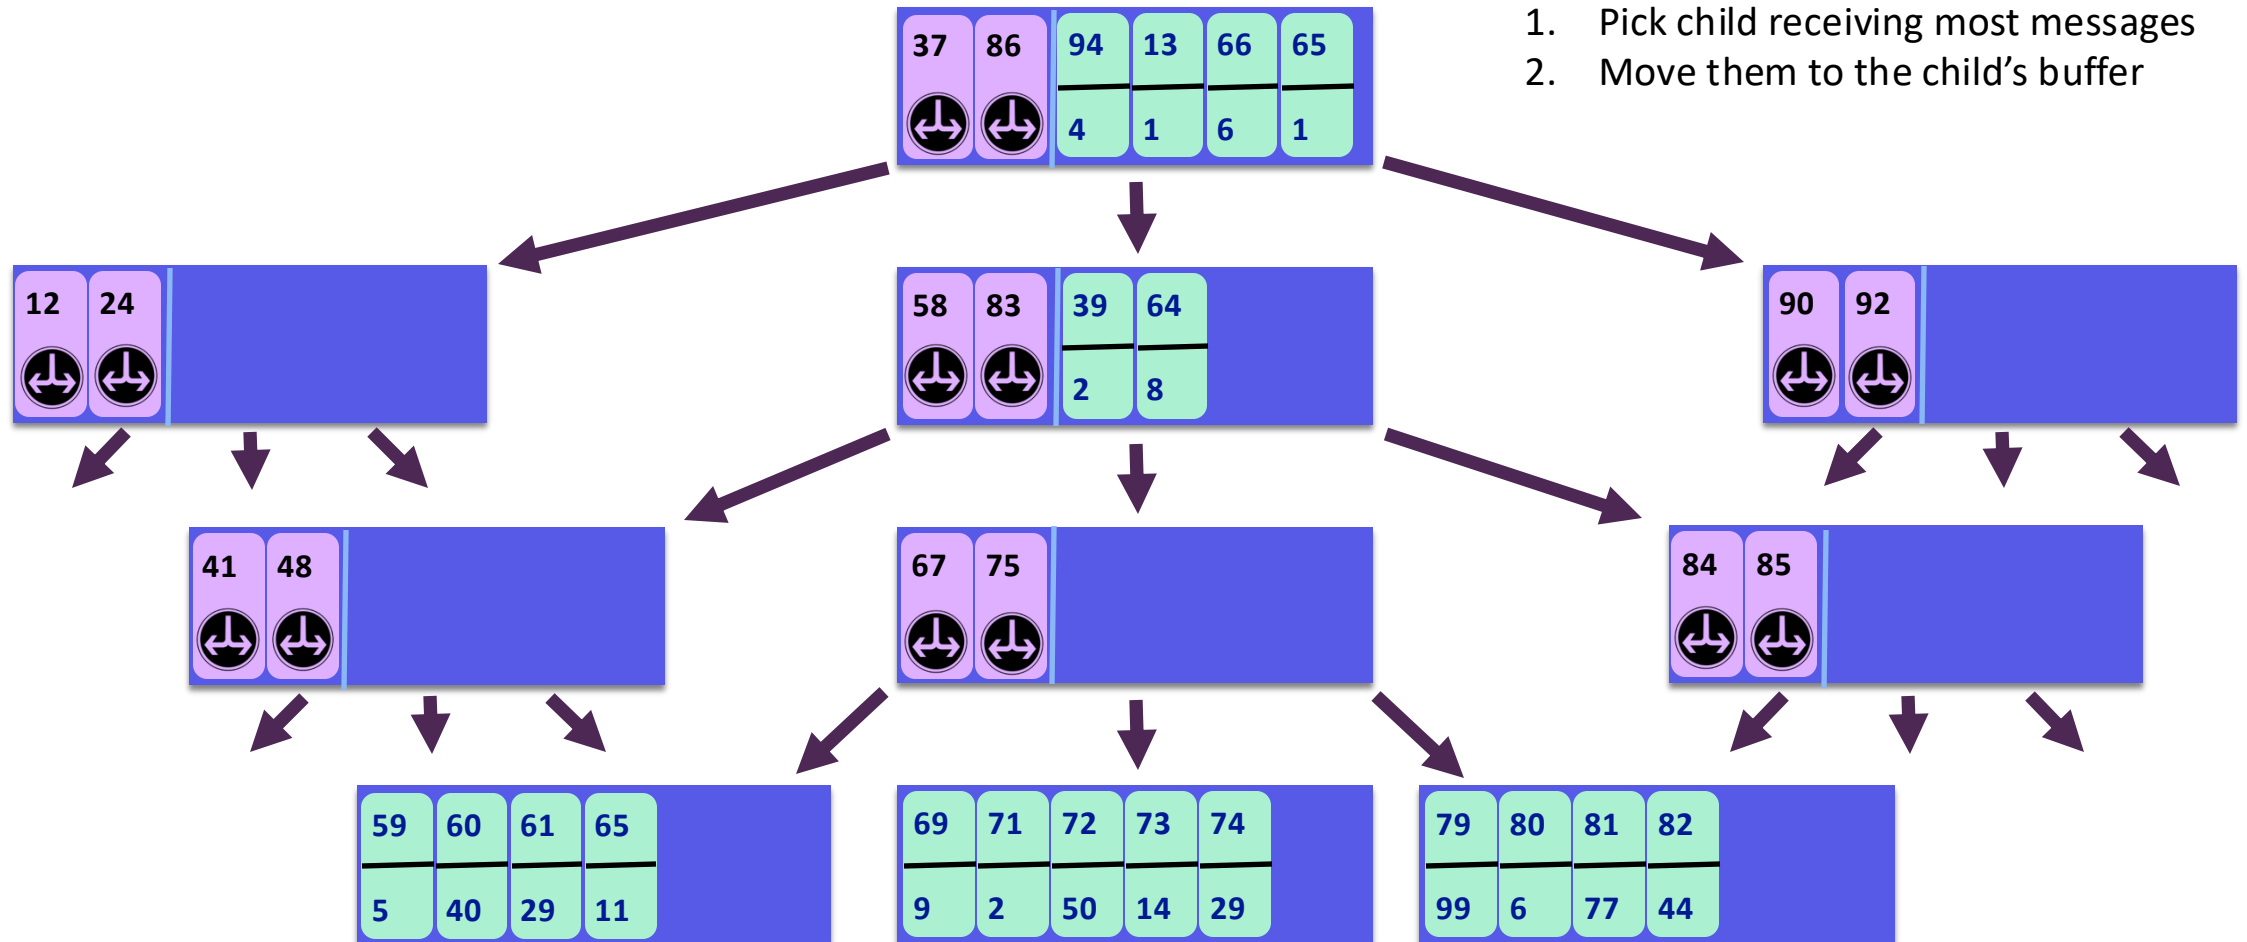 1. Pick child receiving most messages
2. Move them to the child's buffer
37 86 94 13 66 65
4 1 6 1
12 24
58 83 39 64
2 8
90 92
41 48
67 75
84 85
59 60 61 65
5 40 29 11
69 71 72 73 74
9 2 50 14 29
79 80 81 82
99 6 77 44